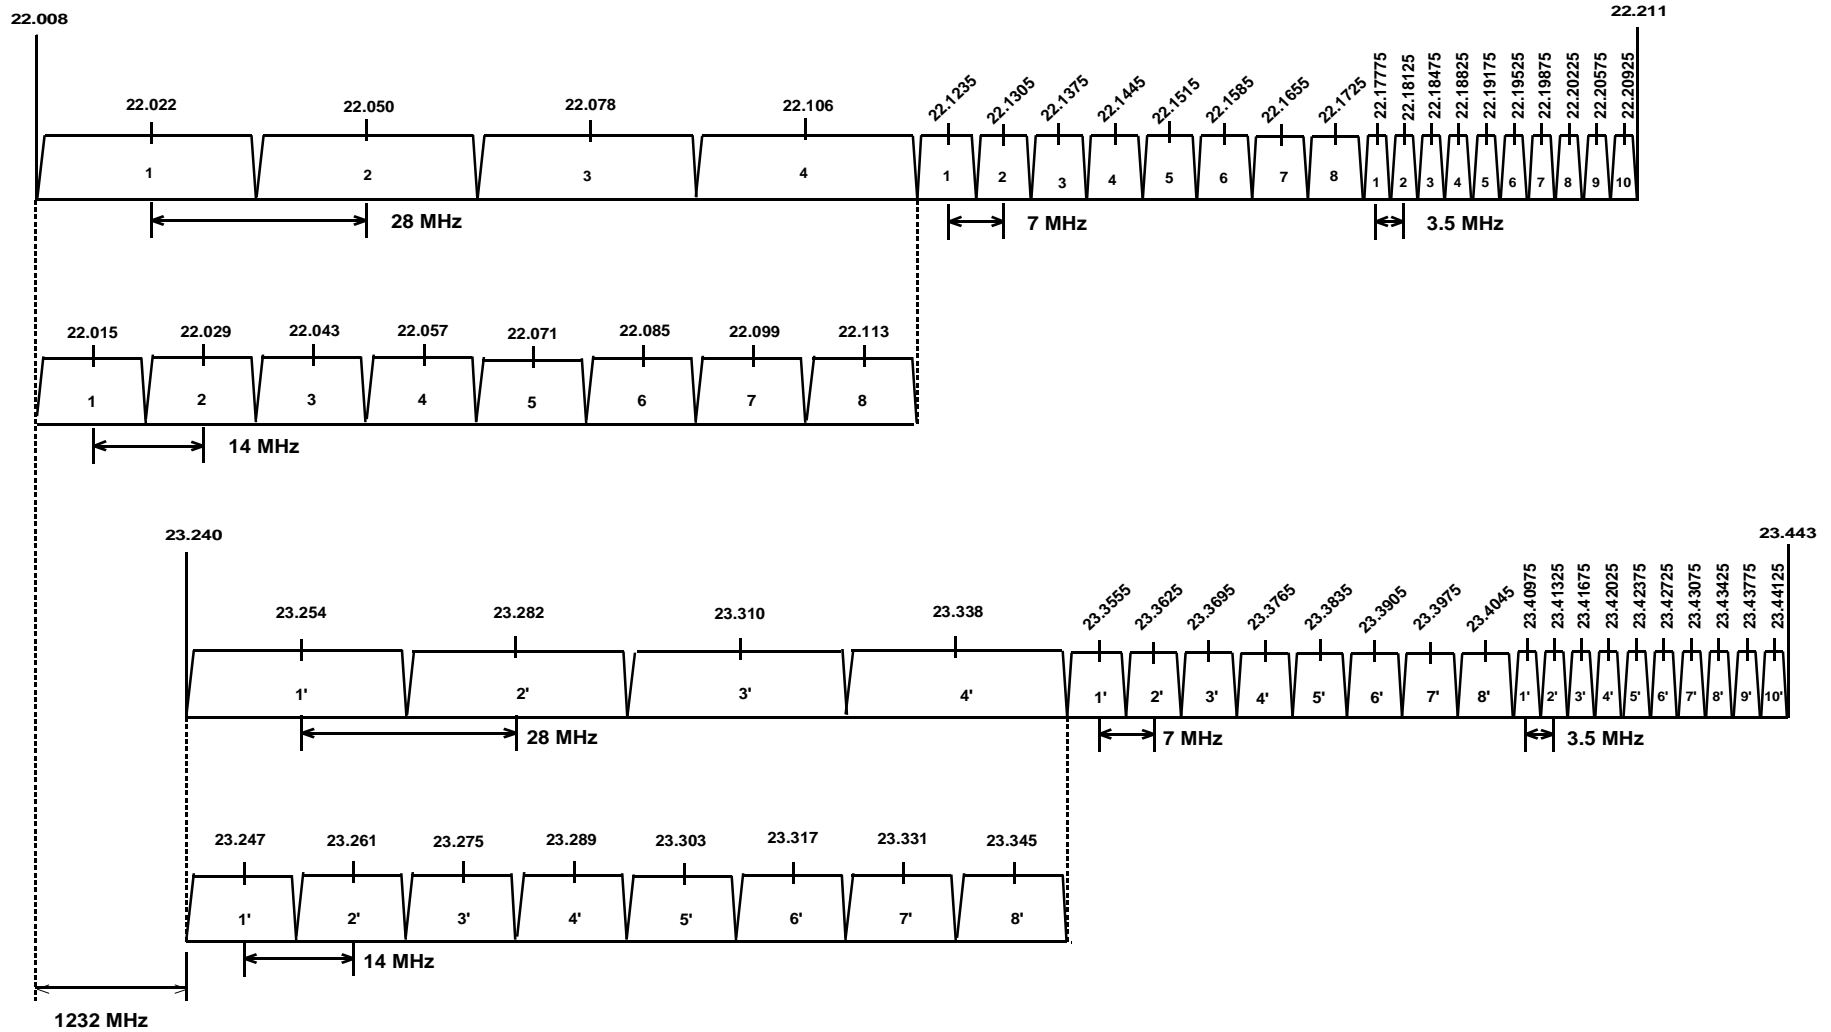 22.008
22.211
22.022 22.050 22.078 22.106 22.1235 22.1305 22.1375 22.1445 22.1515 22.1585 22.1655 22.1725 22.17775 22.18125 22.18475 22.18825 22.19175 22.19525 22.19875 22.20225 22.20575 22.20925
1 2 3 4 1 2 3 4 5 6 7 8 1 2 3 4 5 6 7 8 9 10
28 MHz 7 MHz 3.5 MHz
22.015 22.029 22.043 22.057 22.071 22.085 22.099 22.113
1 2 3 4 5 6 7 8
14 MHz
23.240
23.443
23.254 23.282 23.310 23.338 23.3555 23.3625 23.3695 23.3765 23.3835 23.3905 23.3975 23.4045 23.40975 23.41325 23.41675 23.42025 23.42375 23.42725 23.43075 23.43425 23.43775 23.44125
1' 2' 3' 4' 1' 2' 3' 4' 5' 6' 7' 8' 1' 2' 3' 4' 5' 6' 7' 8' 9' 10'
28 MHz 7 MHz 3.5 MHz
23.247 23.261 23.275 23.289 23.303 23.317 23.331 23.345
1' 2' 3' 4' 5' 6' 7' 8'
14 MHz
1232 MHz